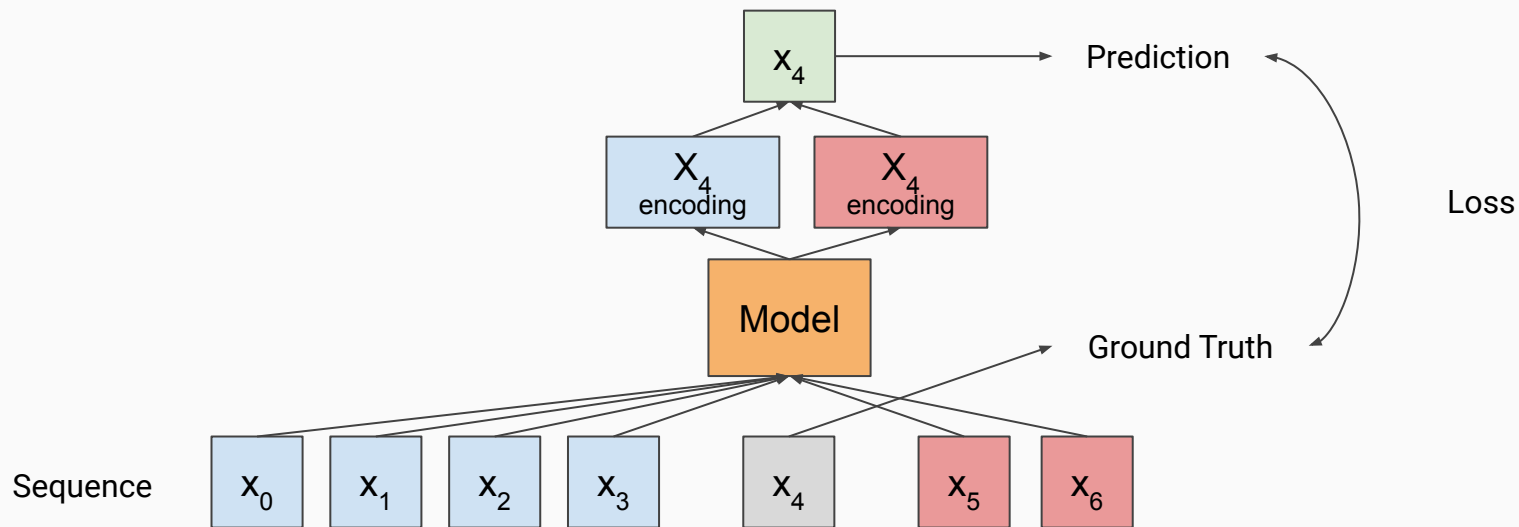 x₄
Prediction
X₄
encoding
X₄
encoding
Loss
Model
Ground Truth
Sequence
x₀
x₁
x₂
x₃
x₄
x₅
x₆